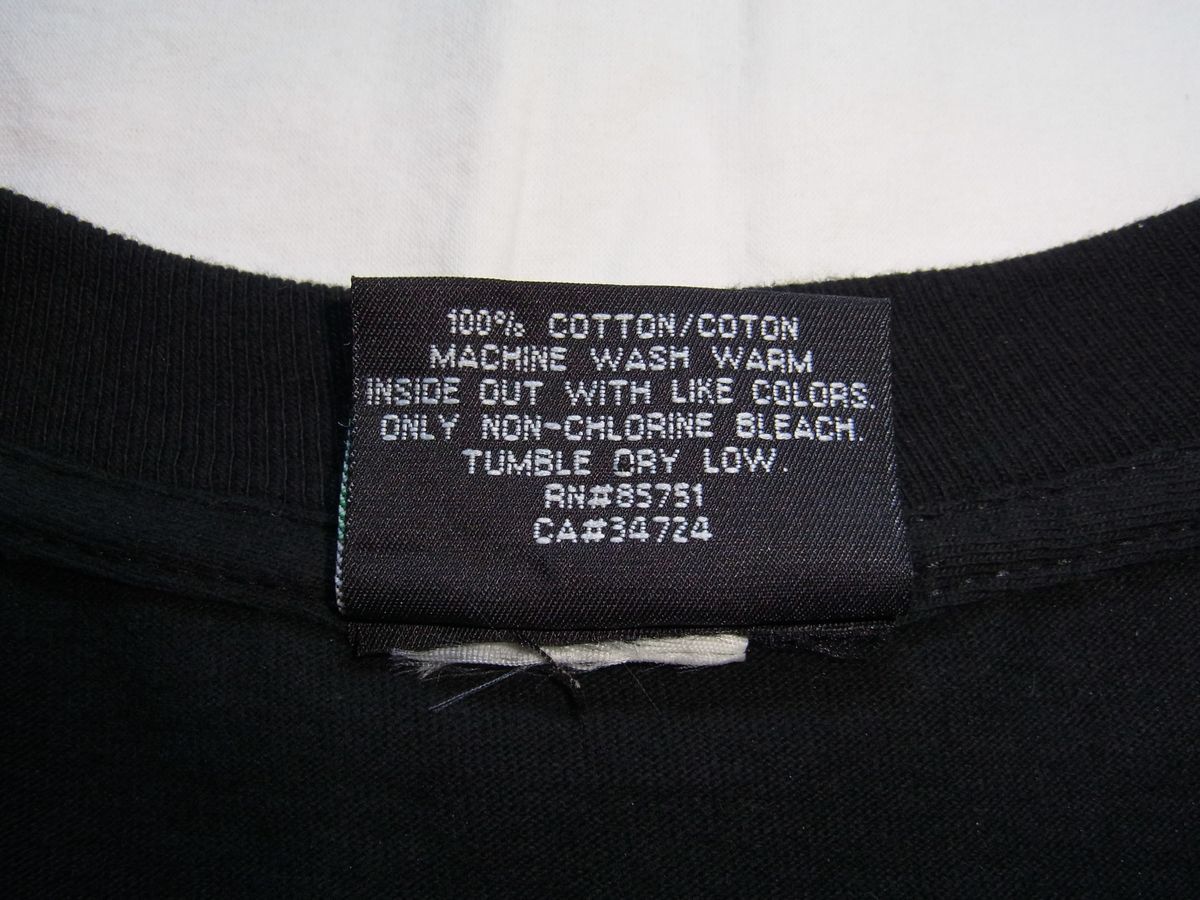 100% COTTON/COTON
MACHINE WASH WARM
INSIDE OUT WITH LIKE COLORS.
ONLY NON-CHLORINE BLEACH.
TUMBLE DRY LOW.
RN#85751
CA#34724